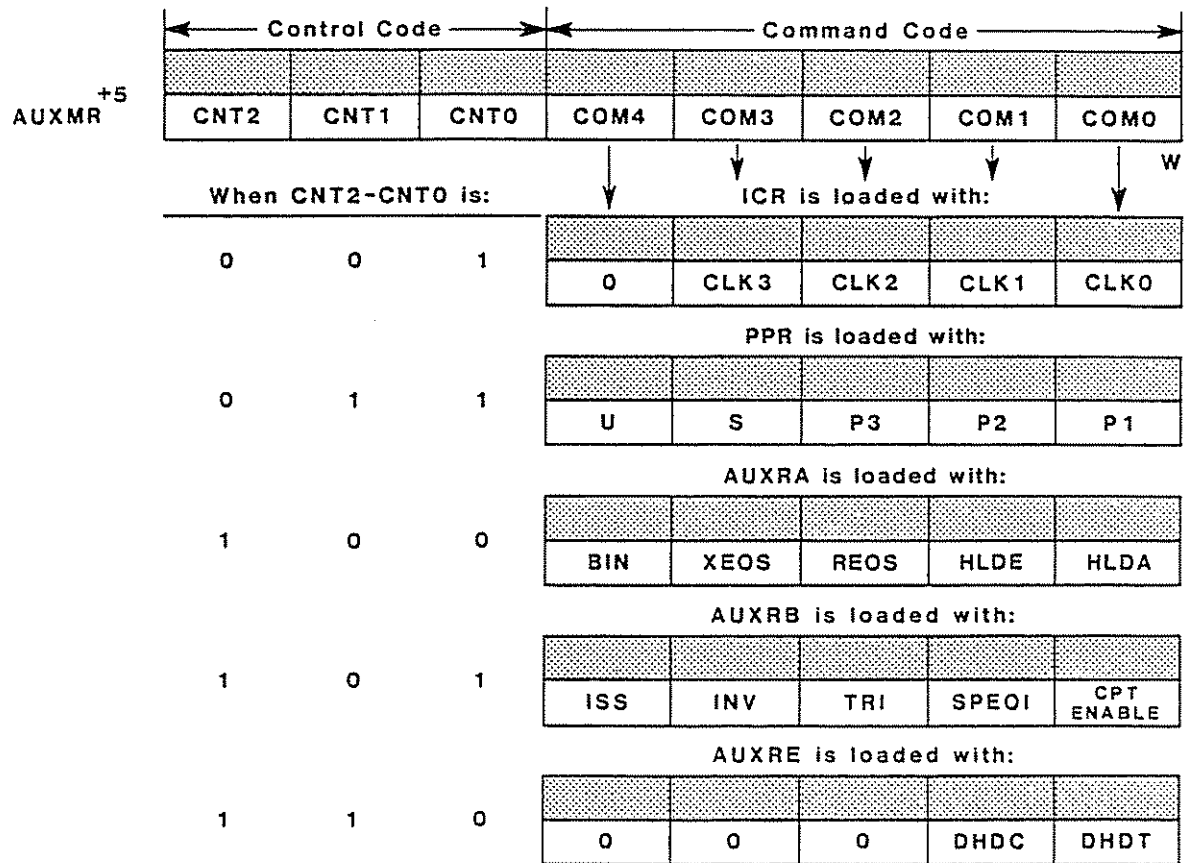 Control Code Command Code
AUXMR +5
CNT2 CNT1 CNT0 COM4 COM3 COM2 COM1 COM0
W
When CNT2-CNT0 is: ICR is loaded with:
0 0 1 0 CLK3 CLK2 CLK1 CLK0
PPR is loaded with:
0 1 1 U S P3 P2 P1
AUXRA is loaded with:
1 0 0 BIN XEOS REOS HLDE HLDA
AUXRB is loaded with:
1 0 1 ISS INV TRI SPEOI CPT ENABLE
AUXRE is loaded with:
1 1 0 0 0 0 DHDC DHDT